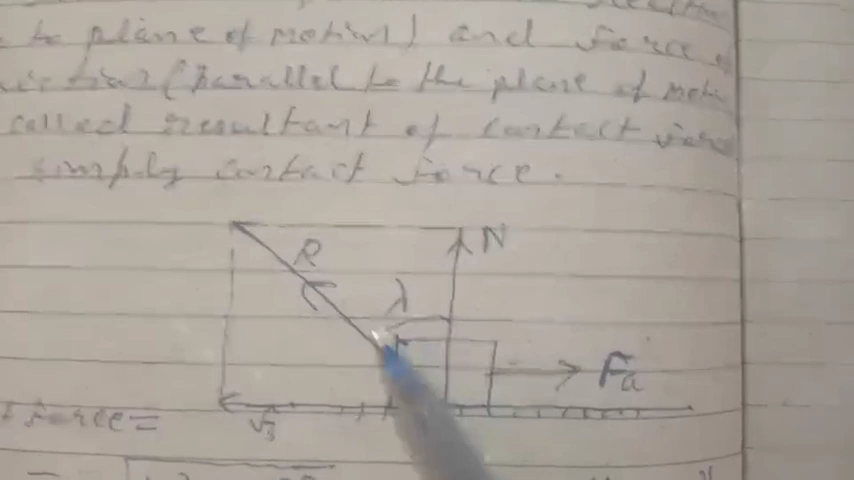 to plane of motion) and force of
(parallel to the plane of
called resultant of contact force
simply contact force.
N
R
λ
Fa
force =